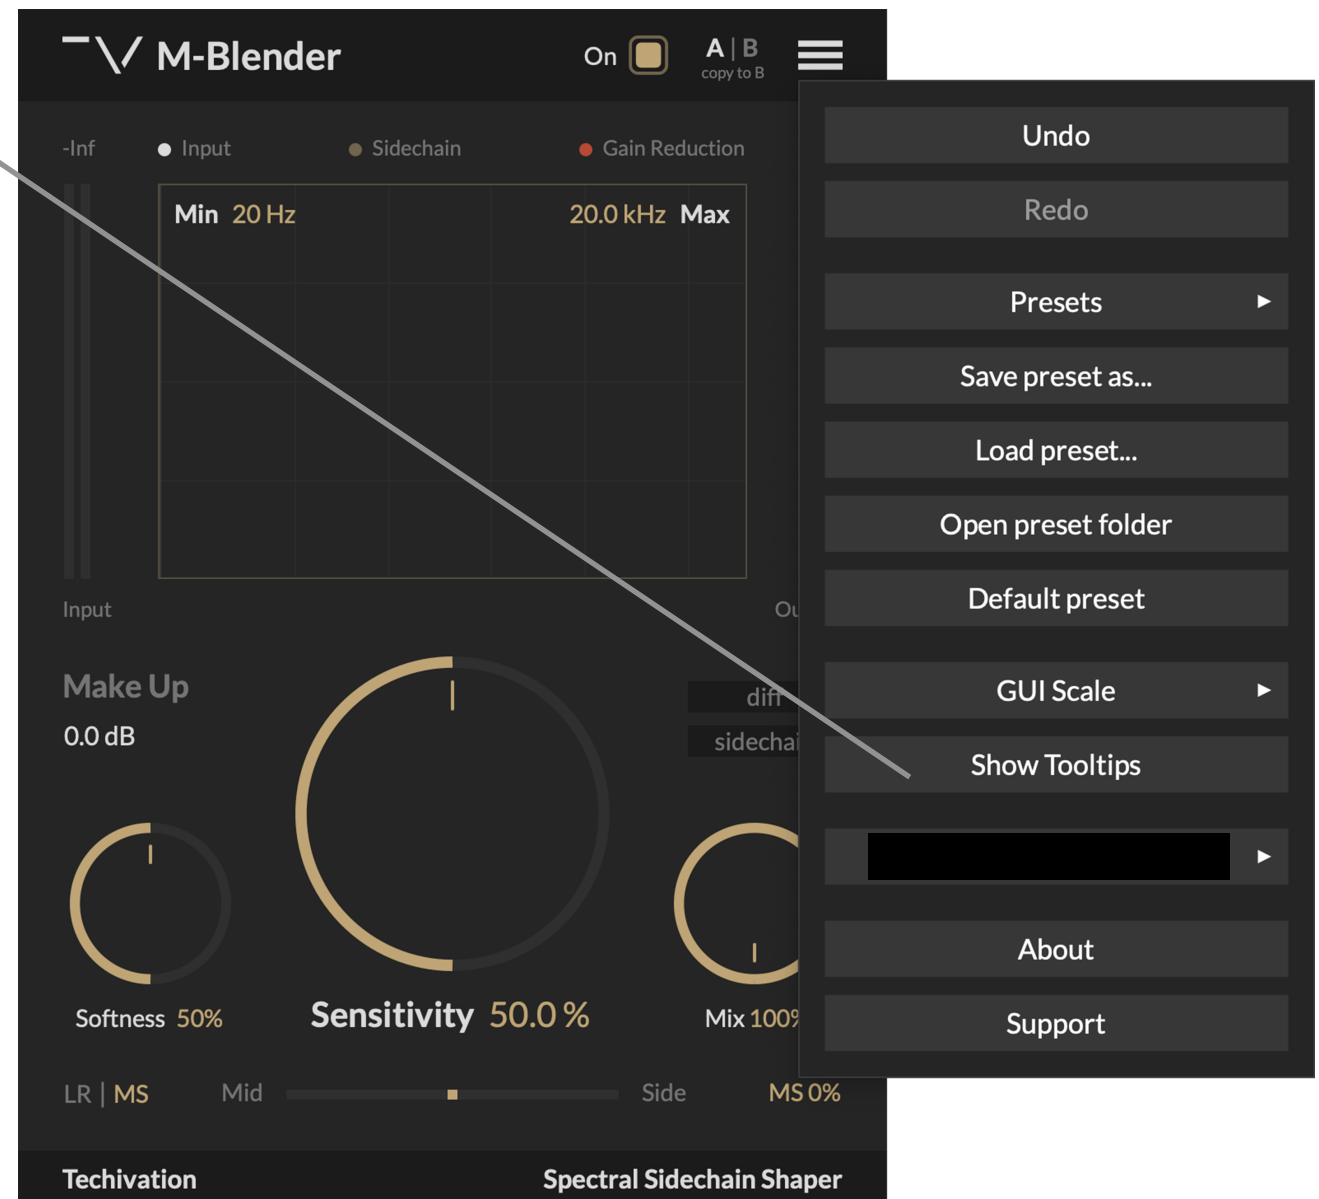 M-Blender
On
A | B
copy to B
-Inf
Input
Sidechain
Gain Reduction
Min 20 Hz
20.0 kHz Max
Input
Make Up
0.0 dB
diff
Softness 50%
Sensitivity 50.0 %
Mix 100%
LR | MS
Mid
Side
MS 0%
Techivation
Spectral Sidechain Shaper
Undo
Redo
Presets
Save preset as...
Load preset...
Open preset folder
Default preset
GUI Scale
Show Tooltips
About
Support